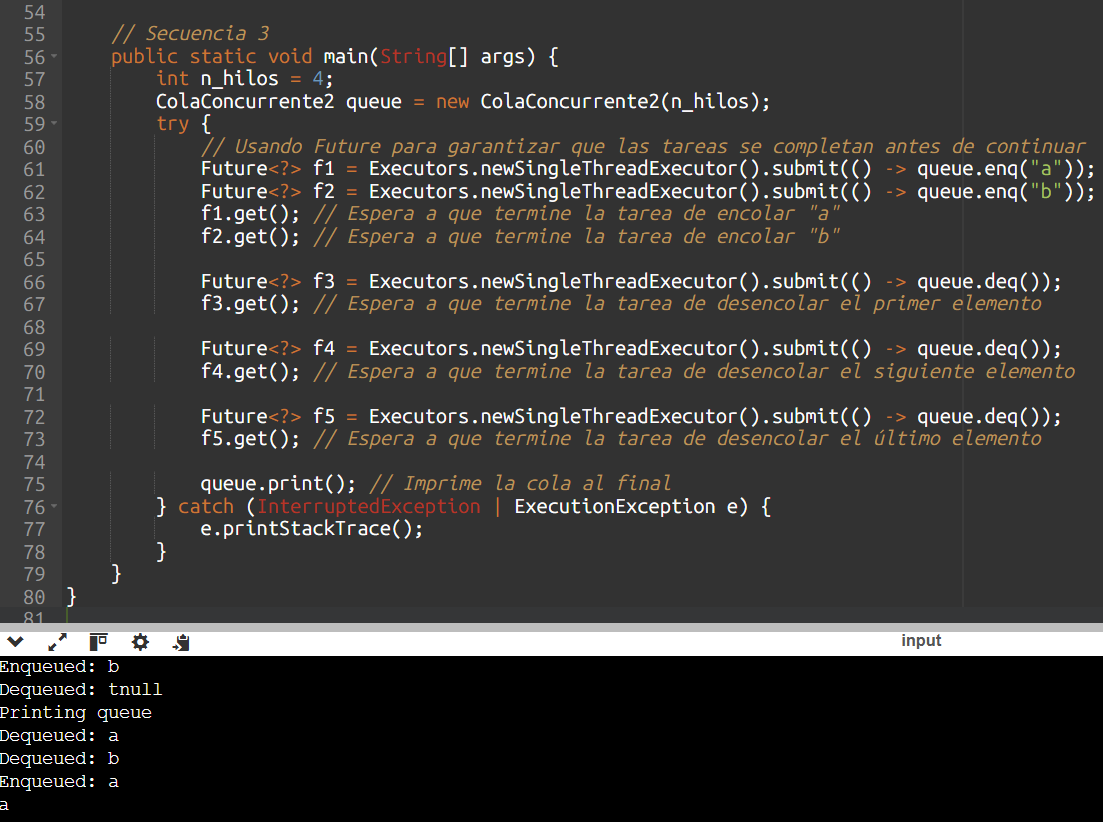 54
55 // Secuencia 3
56 public static void main(String[] args) {
57 int n_hilos = 4;
58 ColaConcurrente2 queue = new ColaConcurrente2(n_hilos);
59 try {
60 // Usando Future para garantizar que las tareas se completan antes de continuar
61 Future<?> f1 = Executors.newSingleThreadExecutor().submit(() -> queue.enq("a"));
62 Future<?> f2 = Executors.newSingleThreadExecutor().submit(() -> queue.enq("b"));
63 f1.get(); // Espera a que termine la tarea de encolar "a"
64 f2.get(); // Espera a que termine la tarea de encolar "b"
65
66 Future<?> f3 = Executors.newSingleThreadExecutor().submit(() -> queue.deq());
67 f3.get(); // Espera a que termine la tarea de desencolar el primer elemento
68
69 Future<?> f4 = Executors.newSingleThreadExecutor().submit(() -> queue.deq());
70 f4.get(); // Espera a que termine la tarea de desencolar el siguiente elemento
71
72 Future<?> f5 = Executors.newSingleThreadExecutor().submit(() -> queue.deq());
73 f5.get(); // Espera a que termine la tarea de desencolar el último elemento
74
75 queue.print(); // Imprime la cola al final
76 } catch (InterruptedException | ExecutionException e) {
77 e.printStackTrace();
78 }
79 }
80 }
81
input
Enqueued: b
Dequeued: tnull
Printing queue
Dequeued: a
Dequeued: b
Enqueued: a
a